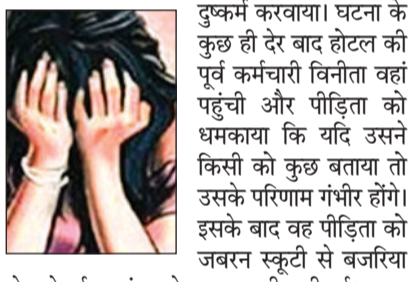 दुष्कर्म करवाया। घटना के
कुछ ही देर बाद होटल की
पूर्व कर्मचारी विनीता वहां
पहुंची और पीड़िता को
धमकाया कि यदि उसने
किसी को कुछ बताया तो
उसके परिणाम गंभीर होंगे।
इसके बाद वह पीड़िता को
जबरन स्कूटी से बजरिया